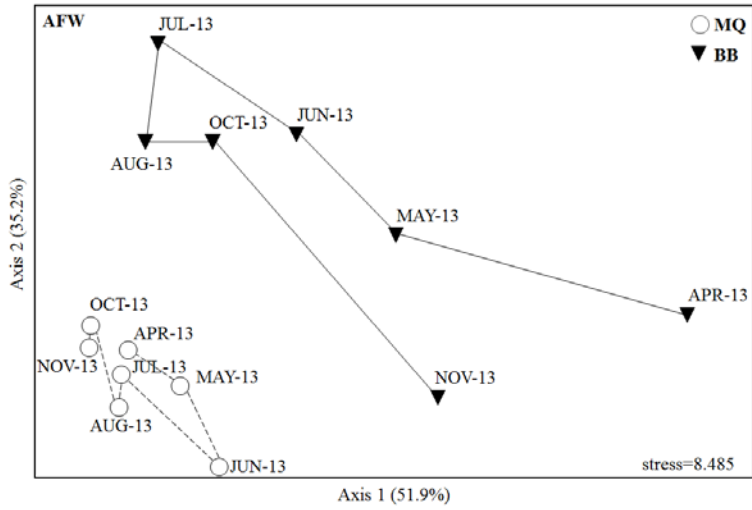 AFW
JUL-13
MQ
BB
OCT-13
JUN-13
AUG-13
MAY-13
APR-13
OCT-13
APR-13
NOV-13
JUL-13
MAY-13
NOV-13
AUG-13
JUN-13
stress=8.485
Axis 2 (35.2%)
Axis 1 (51.9%)